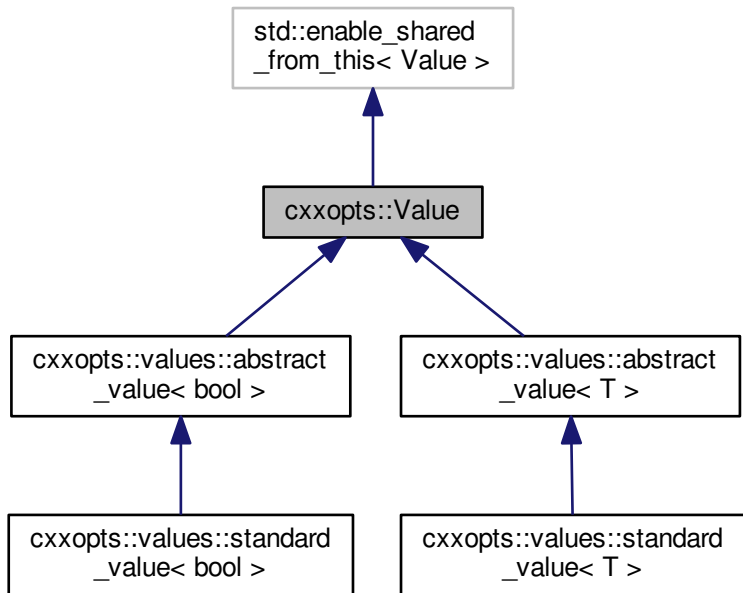 std::enable_shared
_from_this< Value >
cxxopts::Value
cxxopts::values::abstract
_value< bool >
cxxopts::values::abstract
_value< T >
cxxopts::values::standard
_value< bool >
cxxopts::values::standard
_value< T >